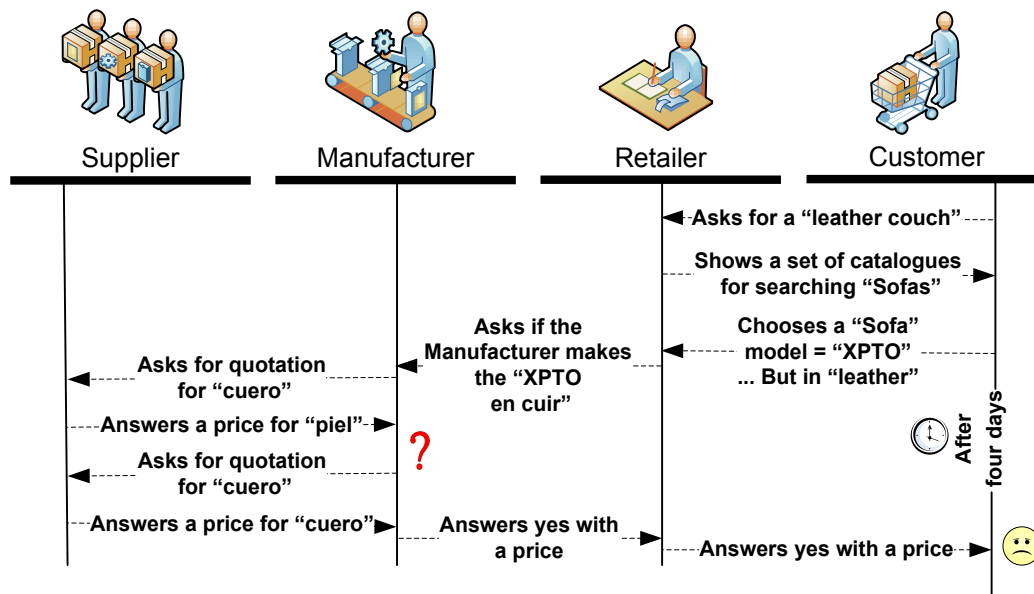 Supplier
Manufacturer
Retailer
Customer
Asks for a “leather couch”
Shows a set of catalogues
for searching “Sofas”
Chooses a “Sofa”
model = “XPTO”
... But in “leather”
Asks if the
Manufacturer makes
the “XPTO
en cuir”
Asks for quotation
for “cuero”
Answers a price for “piel”
?
Asks for quotation
for “cuero”
Answers a price for “cuero”
Answers yes with
a price
After
four days
Answers yes with a price